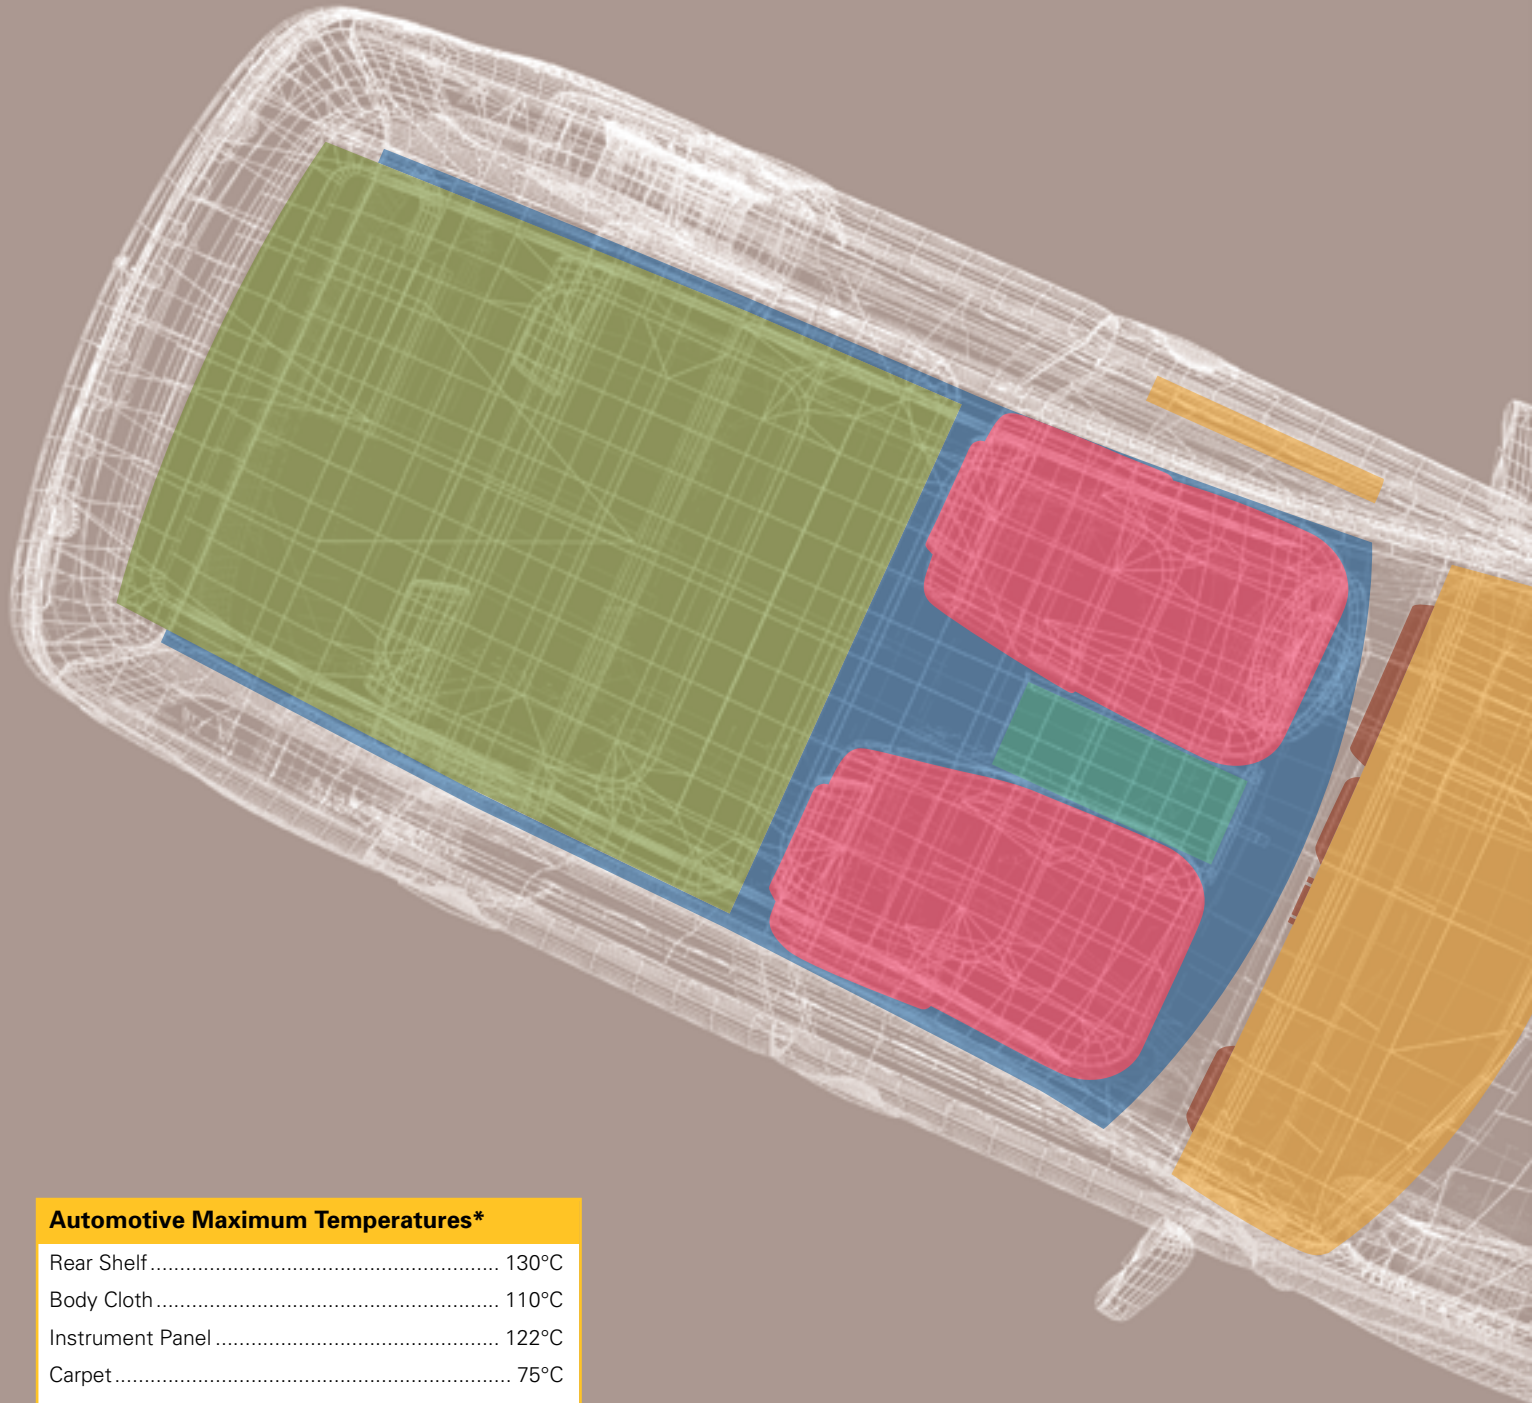 Automotive Maximum Temperatures*
Rear Shelf................................................ 130°C
Body Cloth............................................... 110°C
Instrument Panel....................................... 122°C
Carpet....................................................... 75°C